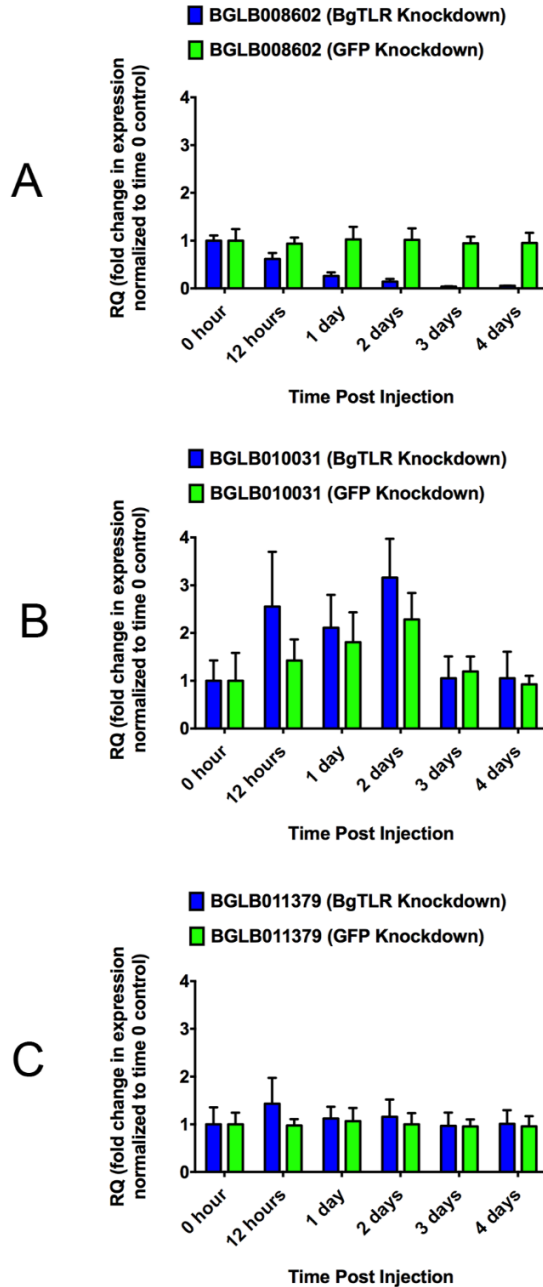 BGLB008602 (BgTLR Knockdown)
BGLB008602 (GFP Knockdown)
A
RQ (fold change in expression
normalized to time 0 control)
4
3
2
1
0
0 hour
12 hours
1 day
2 days
3 days
4 days
Time Post Injection
BGLB010031 (BgTLR Knockdown)
BGLB010031 (GFP Knockdown)
B
RQ (fold change in expression
normalized to time 0 control)
4
3
2
1
0
0 hour
12 hours
1 day
2 days
3 days
4 days
Time Post Injection
BGLB011379 (BgTLR Knockdown)
BGLB011379 (GFP Knockdown)
C
RQ (fold change in expression
normalized to time 0 control)
4
3
2
1
0
0 hour
12 hours
1 day
2 days
3 days
4 days
Time Post Injection